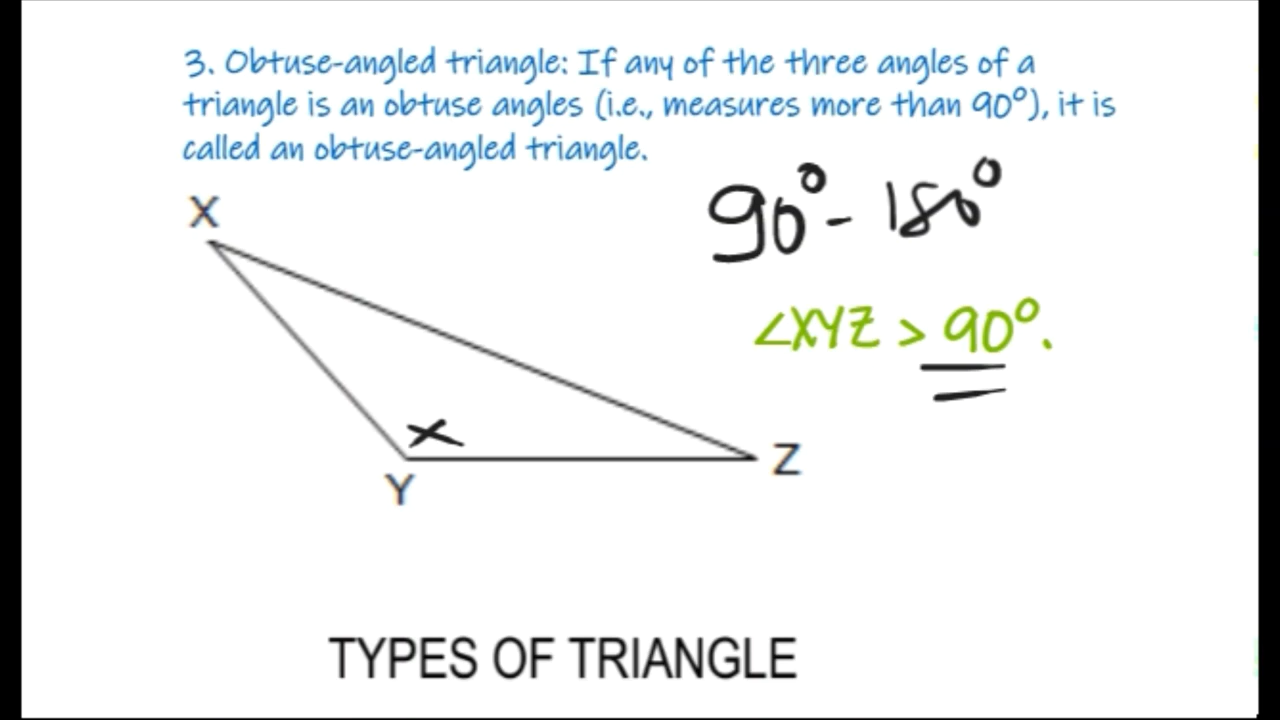 3. Obtuse-angled triangle: If any of the three angles of a
triangle is an obtuse angles (i.e., measures more than 90°), it is
called an obtuse-angled triangle.
X
90° - 180°
∠XYZ > 90°.
x
Y
Z
TYPES OF TRIANGLE